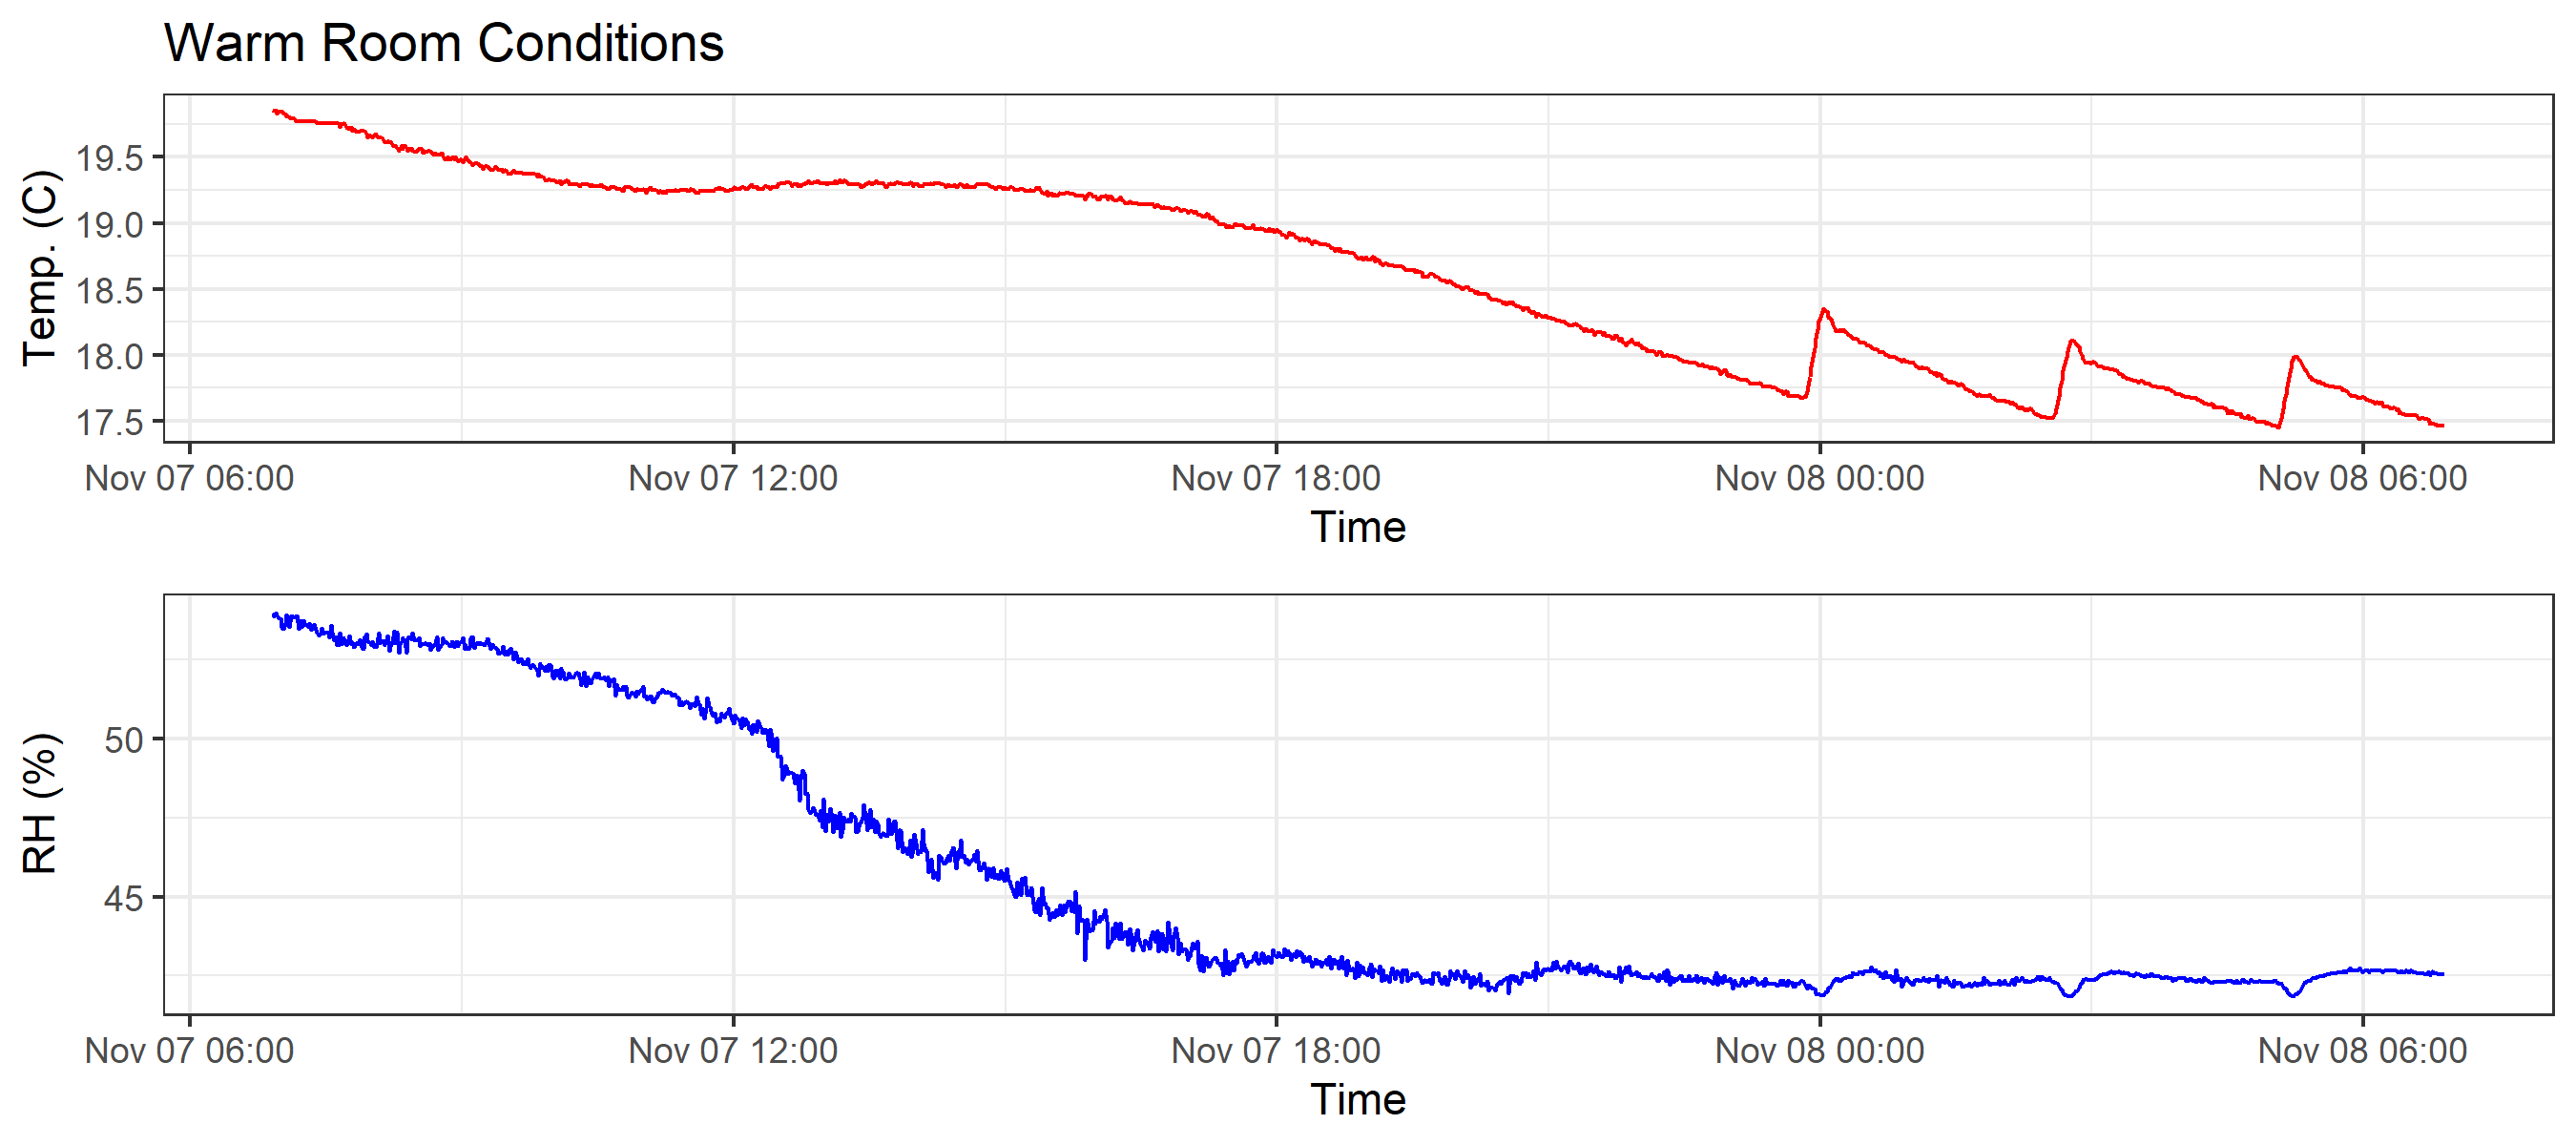 Warm Room Conditions
Temp. (C)
19.5
19.0
18.5
18.0
17.5
Nov 07 06:00 Nov 07 12:00 Nov 07 18:00 Nov 08 00:00 Nov 08 06:00
Time
RH (%)
50
45
Nov 07 06:00 Nov 07 12:00 Nov 07 18:00 Nov 08 00:00 Nov 08 06:00
Time